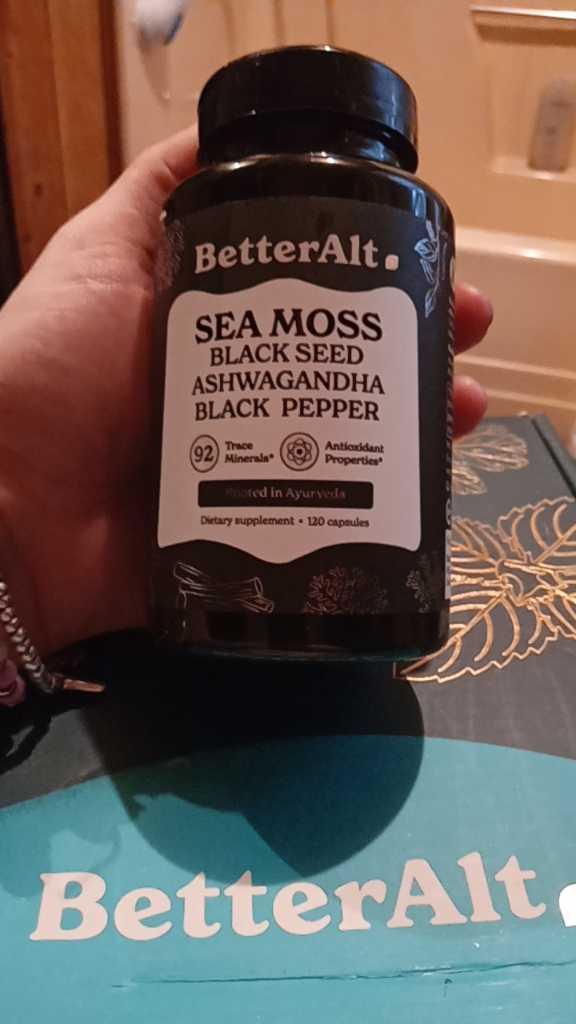 BetterAlt.
SEA MOSS
BLACK SEED
ASHWAGANDHA
BLACK PEPPER
92 Trace Minerals*
Antioxidant Properties*
Rooted in Ayurveda
Dietary supplement • 120 capsules
BetterAlt